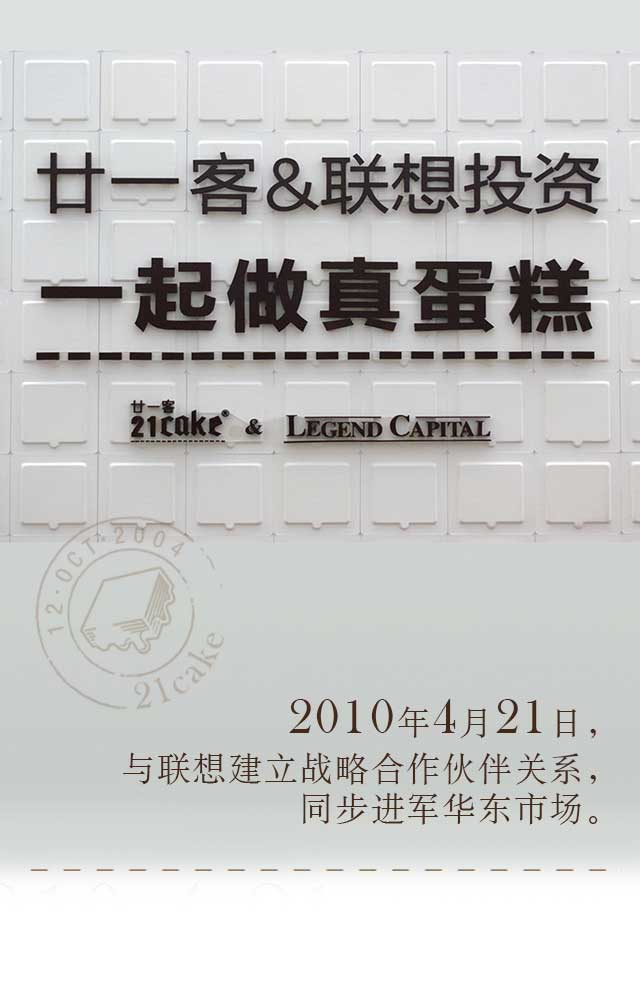 廿一客&联想投资
一起做真蛋糕
廿一客
21cake® & LEGEND CAPITAL
12·OCT·2004
21cake
2010年4月21日，
与联想建立战略合作伙伴关系，
同步进军华东市场。